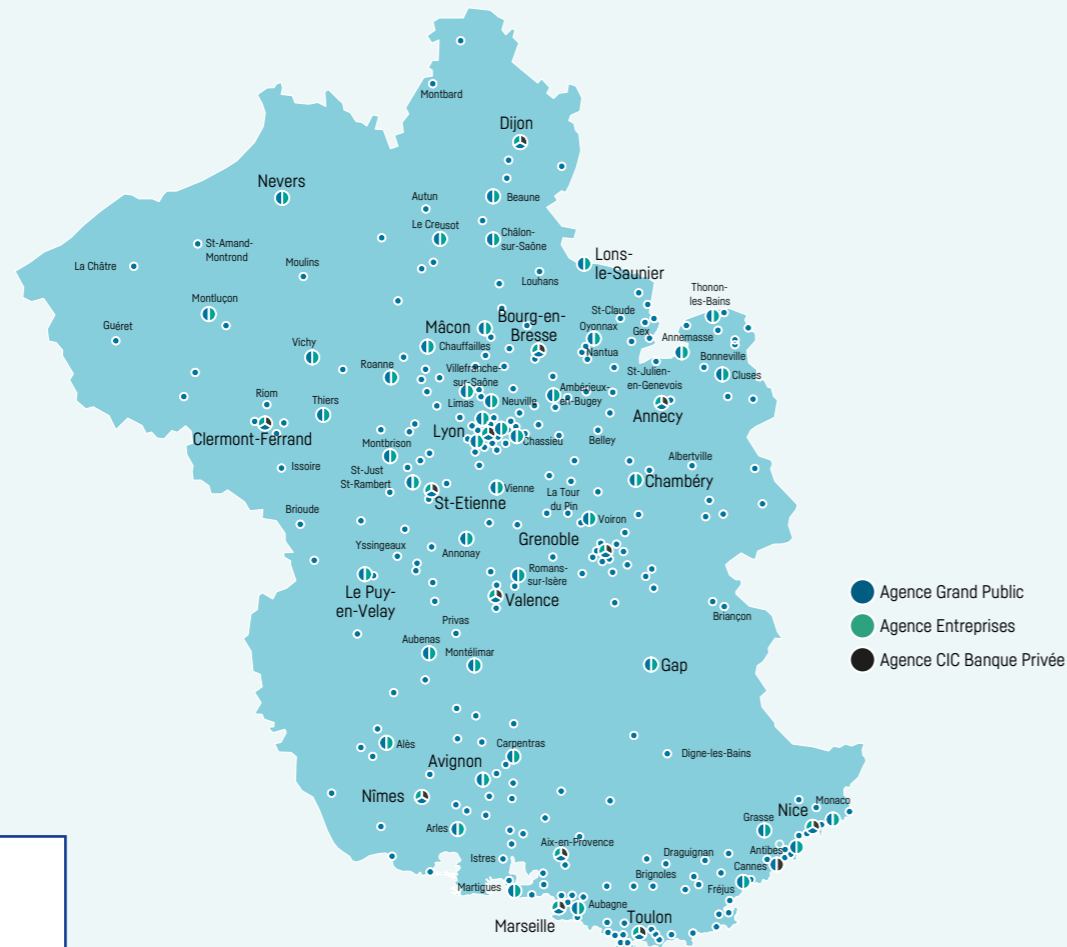 Montbard
Dijon
Nevers
Autun
Beaune
Le Creusot
Châlon-
sur-Saône
St-Amand-
Montrond
La Châtre
Moulins
Louhans
Lons-
le-Saunier
Thonon-
les-Bains
Montluçon
St-Claude
Guéret
Mâcon
Bourg-en-
Bresse
Oyonnax
Gex
Annemasse
Vichy
Chauffailles
Nantua
Bonneville
Roanne
Villefranche-
sur-Saône
St-Julien-
en-Genevois
Cluses
Riom
Thiers
Limas
Neuville
Ambérieux-
en-Bugey
Annecy
Clermont-Ferrand
Lyon
Chassieu
Belley
Montbrison
Albertville
Issoire
St-Just
St-Rambert
Chambéry
St-Etienne
Vienne
La Tour
du Pin
Brioude
Voiron
Yssingeaux
Annonay
Grenoble
Le Puy-
en-Velay
Romans-
sur-Isère
Valence
Agence Grand Public
Briançon
Privas
Agence Entreprises
Aubenas
Montélimar
Gap
Agence CIC Banque Privée
Alès
Carpentras
Digne-les-Bains
Avignon
Nîmes
Monaco
Nice
Grasse
Arles
Aix-en-Provence
Antibes
Istres
Draguignan
Cannes
Brignoles
Martigues
Fréjus
Aubagne
Marseille
Toulon